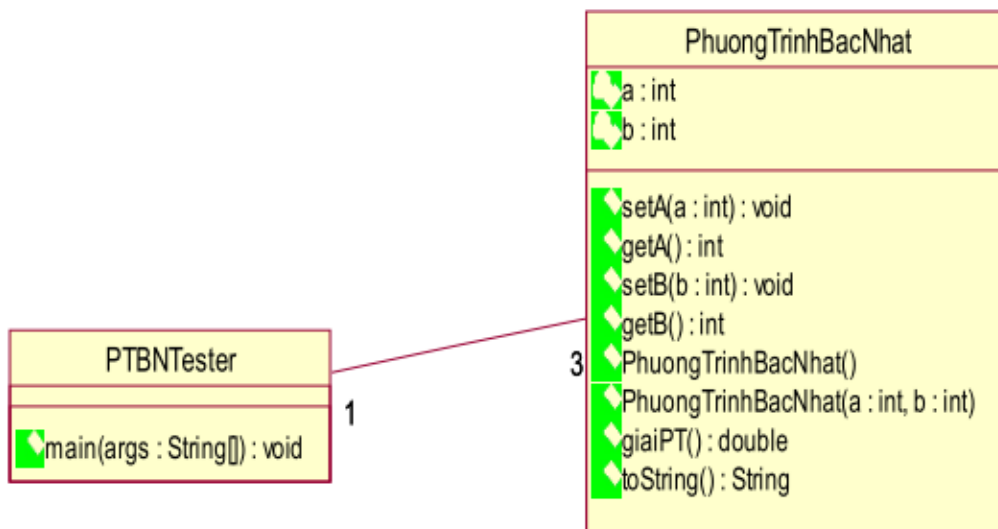 PhuongTrinhBacNhat
a : int
b : int
setA(a : int) : void
getA() : int
setB(b : int) : void
getB() : int
PhuongTrinhBacNhat()
PhuongTrinhBacNhat(a : int, b : int)
giaiPT() : double
toString() : String
3
1
PTBNTester
main(args : String[]) : void